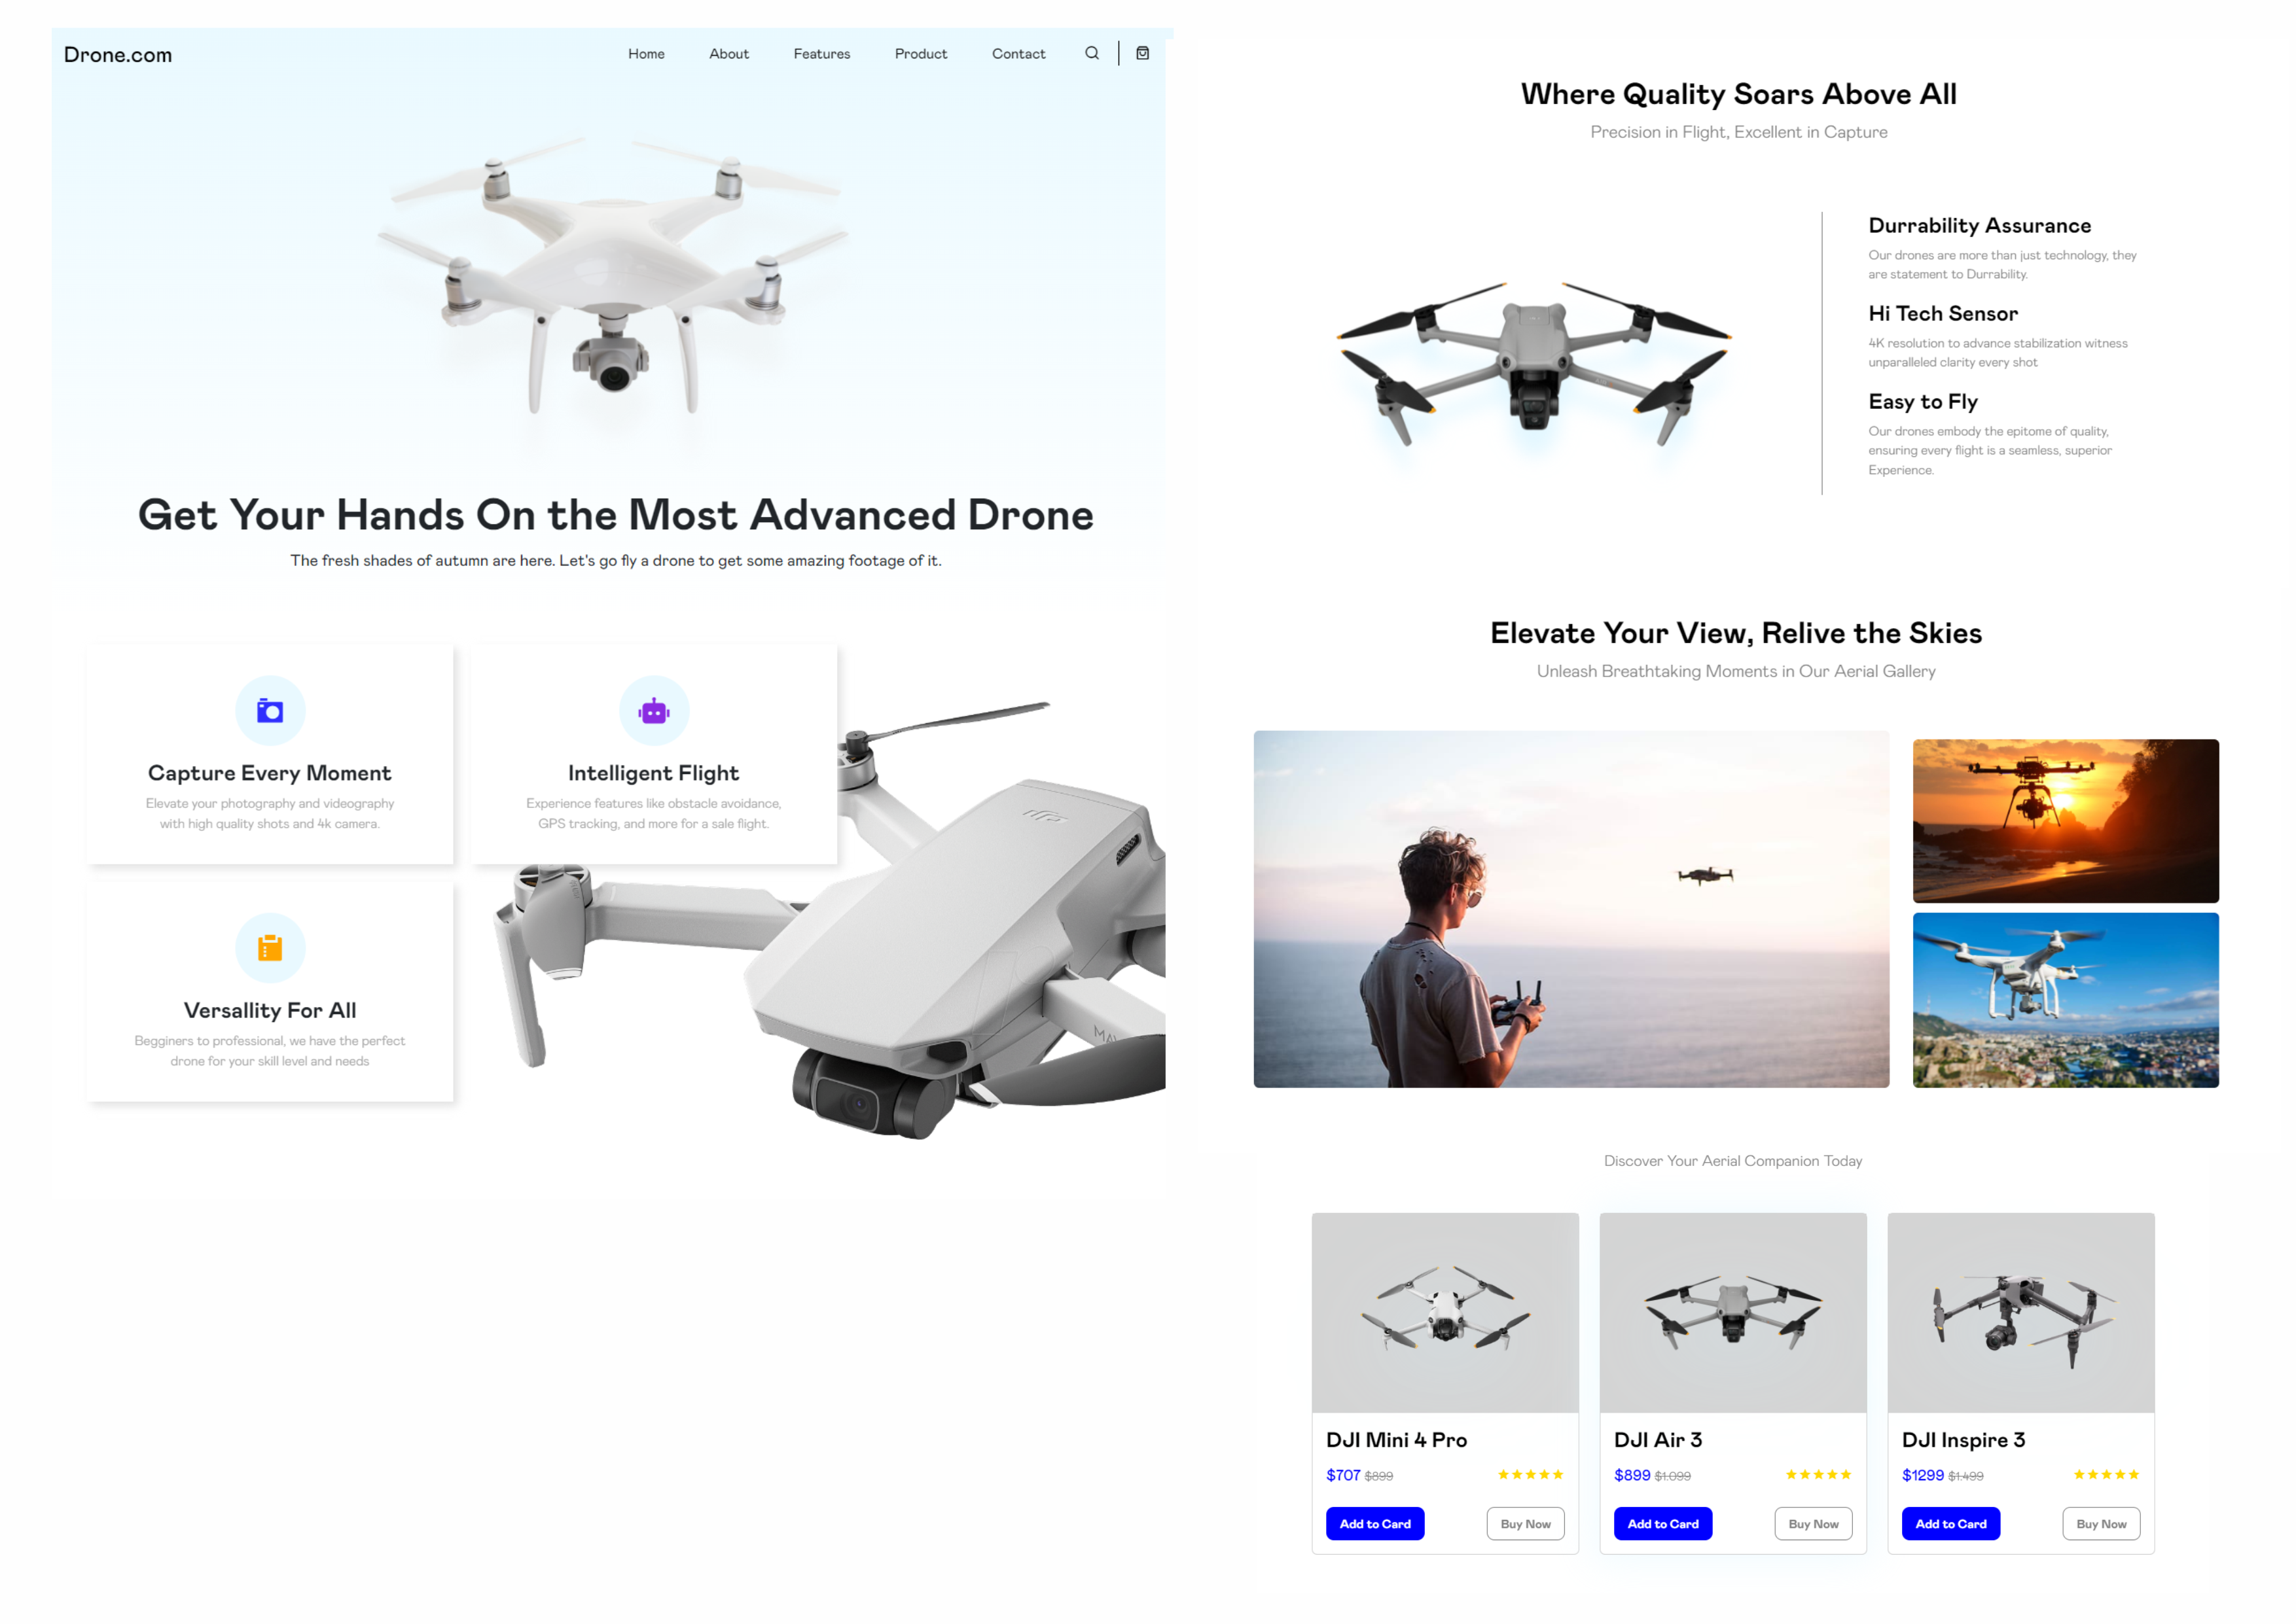 Drone.com
Home
About
Features
Product
Contact
Get Your Hands On the Most Advanced Drone
The fresh shades of autumn are here. Let's go fly a drone to get some amazing footage of it.
Capture Every Moment
Elevate your photography and videography
with high quality shots and 4k camera.
Intelligent Flight
Experience features like obstacle avoidance,
GPS tracking, and more for a sale flight.
Versallity For All
Begginers to professional, we have the perfect
drone for your skill level and needs
Where Quality Soars Above All
Precision in Flight, Excellent in Capture
Durrability Assurance
Our drones are more than just technology, they
are statement to Durrability.
Hi Tech Sensor
4K resolution to advance stabilization witness
unparalleled clarity every shot
Easy to Fly
Our drones embody the epitome of quality,
ensuring every flight is a seamless, superior
Experience.
Elevate Your View, Relive the Skies
Unleash Breathtaking Moments in Our Aerial Gallery
Discover Your Aerial Companion Today
DJI Mini 4 Pro
$707 $899
Add to Card
Buy Now
DJI Air 3
$899 $1.099
Add to Card
Buy Now
DJI Inspire 3
$1299 $1.499
Add to Card
Buy Now